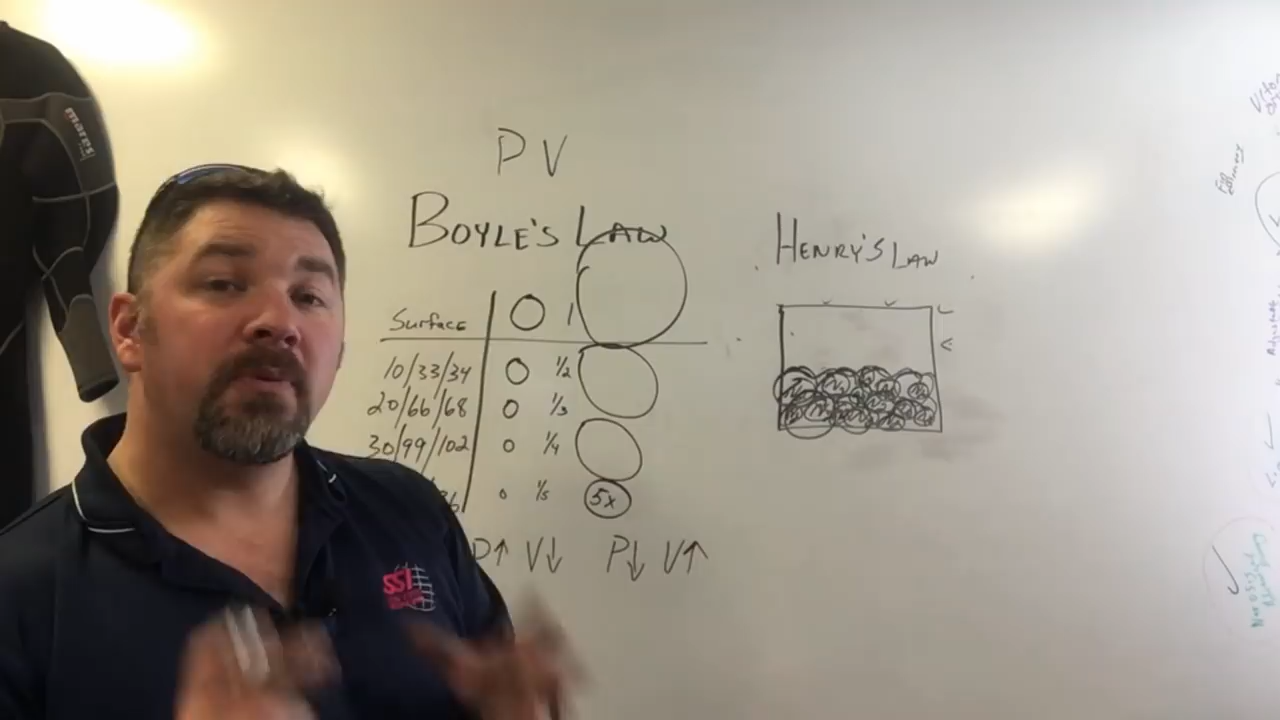 mares
P V
BOYLE'S LAW
HENRY'S LAW
Surface 1
10/33/34 1/2
20/66/68 1/3
30/99/102 1/4
1/5 5x
P↑ V↓ P↓ V↑
SSI